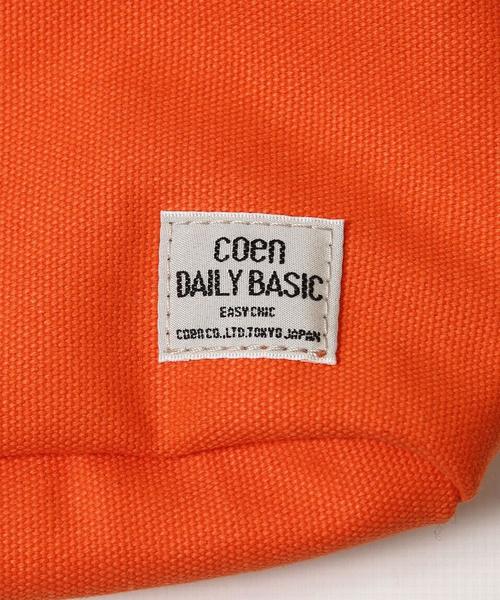 coen
DAILY BASIC
EASY CHIC
coen CO.,LTD.TOKYO JAPAN